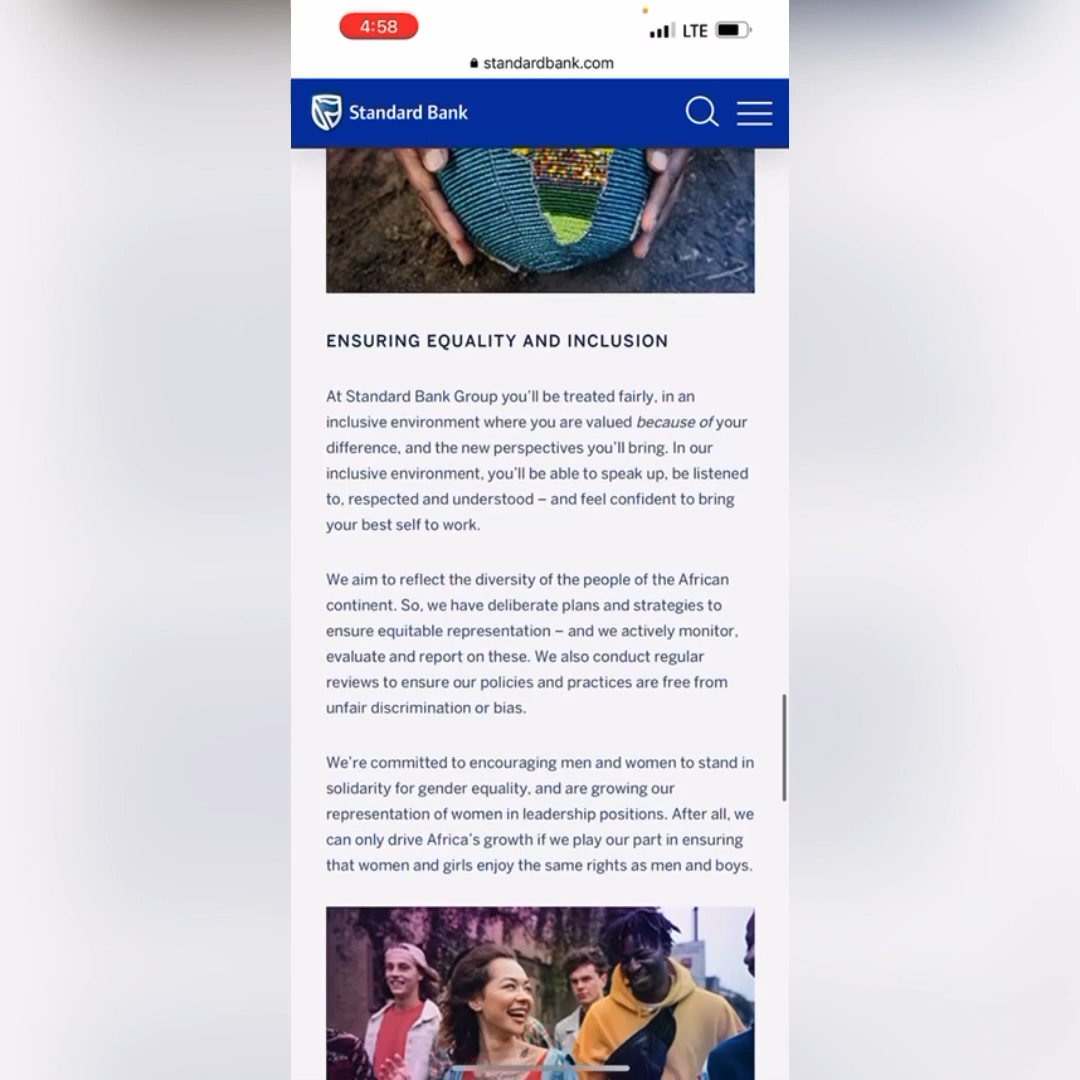 4:58
LTE
standardbank.com
Standard Bank
ENSURING EQUALITY AND INCLUSION
At Standard Bank Group you'll be treated fairly, in an
inclusive environment where you are valued because of your
difference, and the new perspectives you'll bring. In our
inclusive environment, you'll be able to speak up, be listened
to, respected and understood – and feel confident to bring
your best self to work.
We aim to reflect the diversity of the people of the African
continent. So, we have deliberate plans and strategies to
ensure equitable representation – and we actively monitor,
evaluate and report on these. We also conduct regular
reviews to ensure our policies and practices are free from
unfair discrimination or bias.
We're committed to encouraging men and women to stand in
solidarity for gender equality, and are growing our
representation of women in leadership positions. After all, we
can only drive Africa's growth if we play our part in ensuring
that women and girls enjoy the same rights as men and boys.